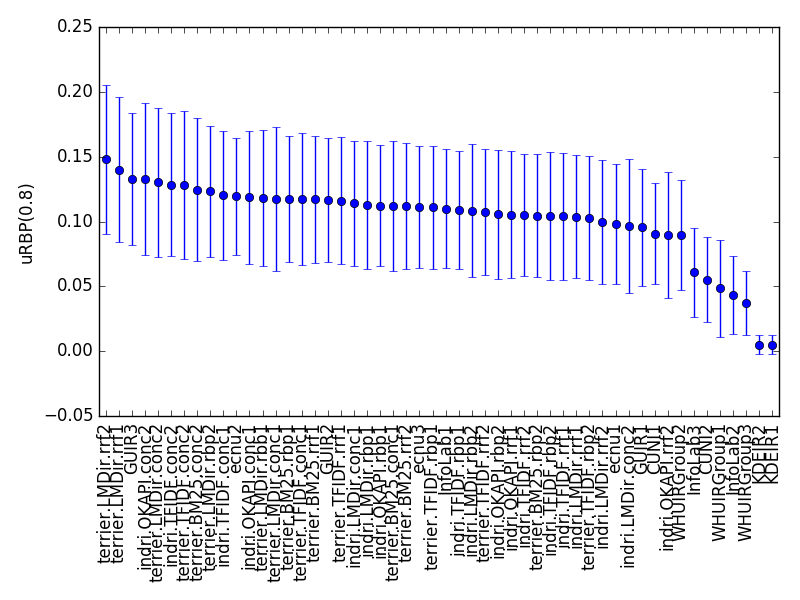 0.25
0.20
0.15
0.10
0.05
0.00
−0.05
uRBP(0.8)
terrier.LMDir.rrf2
terrier.LMDir.rrf1
GUIR3
indri.OKAPI.conc2
terrier.LMDir.conc2
indri.TFIDF.conc2
terrier.TFIDF.conc2
terrier.BM25.conc2
terrier.LMDir.rbp2
indri.TFIDF.conc1
ecnu2
indri.OKAPI.conc1
terrier.LMDir.rbp1
terrier.LMDir.conc1
terrier.BM25.rbp1
terrier.TFIDF.conc1
terrier.BM25.rrf1
GUIR2
terrier.TFIDF.rrf1
indri.LMDir.conc1
indri.LMDir.rbp1
indri.OKAPI.rbp1
terrier.BM25.conc1
terrier.BM25.rrf2
ecnu3
terrier.TFIDF.rbp1
InfoLab1
indri.TFIDF.rbp1
indri.LMDir.rbp2
terrier.TFIDF.rrf2
indri.OKAPI.rbp2
indri.OKAPI.rrf1
indri.TFIDF.rrf2
terrier.BM25.rbp2
indri.TFIDF.rbp2
indri.TFIDF.rrf1
indri.LMDir.rrf1
terrier.TFIDF.rbp2
indri.LMDir.rrf2
ecnu1
indri.LMDir.conc2
GUIR1
CUNI1
indri.OKAPI.rrf2
WHUIRGroup2
InfoLab3
CUNI2
WHUIRGroup1
InfoLab2
WHUIRGroup3
KDEIR2
KDEIR1